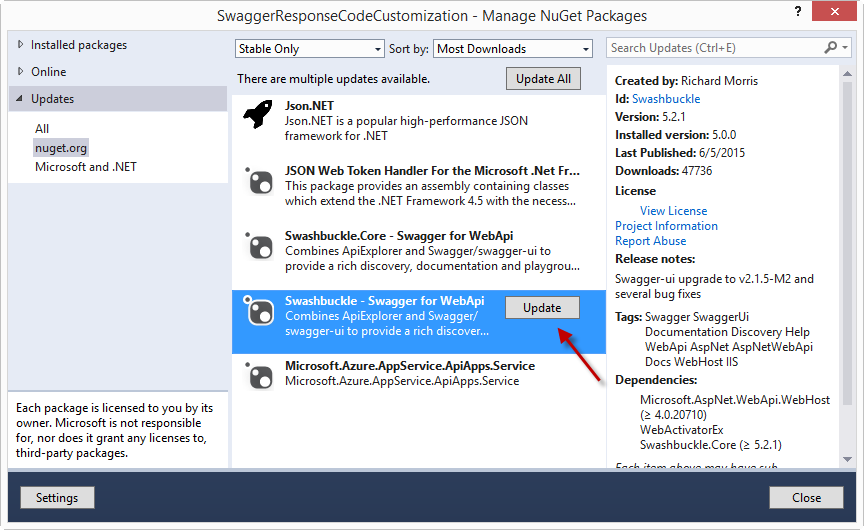 SwaggerResponseCodeCustomization - Manage NuGet Packages
?
Installed packages
Online
Updates
All
nuget.org
Microsoft and .NET
Each package is licensed to you by its
owner. Microsoft is not responsible
for, nor does it grant any licenses to,
third-party packages.
Stable Only
Sort by:
Most Downloads
There are multiple updates available.
Update All
Json.NET
Json.NET is a popular high-performance JSON
framework for .NET
JSON Web Token Handler For the Microsoft .Net Fr...
This package provides an assembly containing classes
which extend the .NET Framework 4.5 with the necess...
Swashbuckle.Core - Swagger for WebApi
Combines ApiExplorer and Swagger/swagger-ui to
provide a rich discovery, documentation and playgrou...
Swashbuckle - Swagger for WebApi
Combines ApiExplorer and Swagger/
swagger-ui to provide a rich discover...
Update
Microsoft.Azure.AppService.ApiApps.Service
Microsoft.Azure.AppService.ApiApps.Service
Search Updates (Ctrl+E)
Created by: Richard Morris
Id: Swashbuckle
Version: 5.2.1
Installed version: 5.0.0
Last Published: 6/5/2015
Downloads: 47736
License
View License
Project Information
Report Abuse
Release notes:
Swagger-ui upgrade to v2.1.5-M2 and
several bug fixes
Tags: Swagger SwaggerUi
Documentation Discovery Help
WebApi AspNet AspNetWebApi
Docs WebHost IIS
Dependencies:
Microsoft.AspNet.WebApi.WebHost
(≥ 4.0.20710)
WebActivatorEx
Swashbuckle.Core (≥ 5.2.1)
Each item above may have sub-
Settings
Close